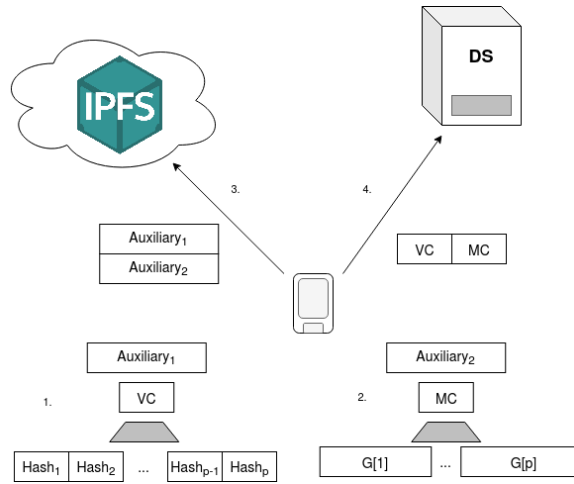 DS
IPFS
3.
4.
Auxiliary₁
Auxiliary₂
VC MC
Auxiliary₁
Auxiliary₂
1.
VC
2.
MC
Hash₁ Hash₂ ... Hashₚ₋₁ Hashₚ
G[1] ... G[p]